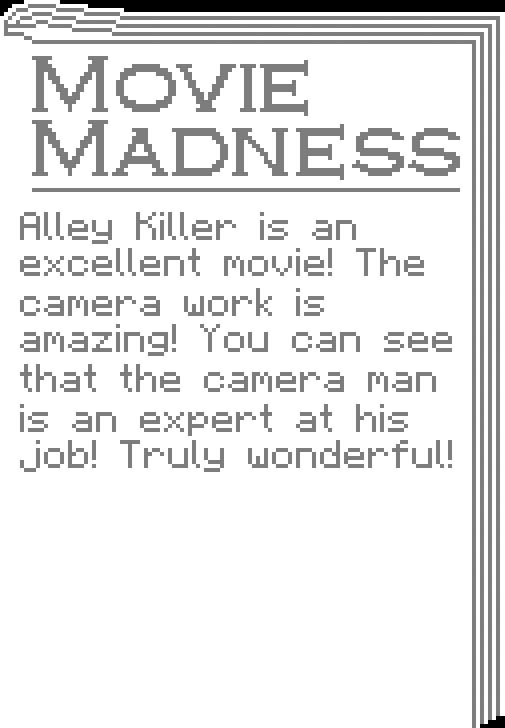 Movie
Madness
Alley Killer is an
excellent movie! The
camera work is
amazing! You can see
that the camera man
is an expert at his
job! Truly wonderful!